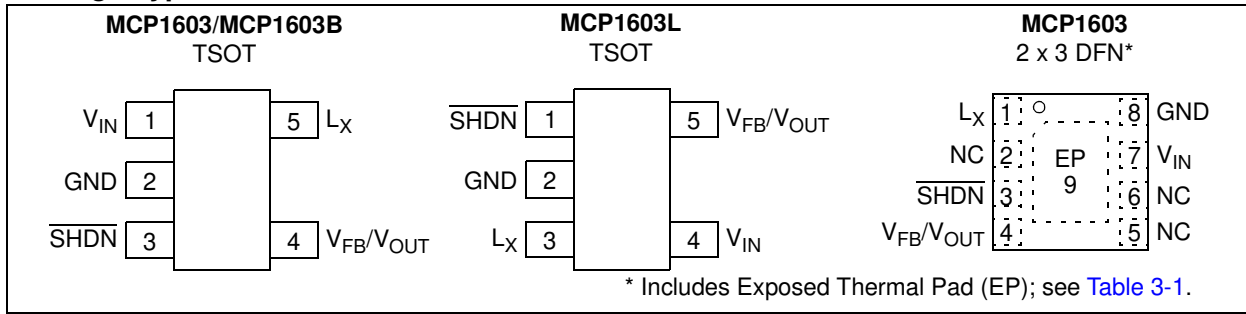 MCP1603/MCP1603B
TSOT
VIN 1
5 LX
GND 2
SHDN 3
4 VFB/VOUT
MCP1603L
TSOT
SHDN 1
5 VFB/VOUT
GND 2
LX 3
4 VIN
MCP1603
2 x 3 DFN*
LX 1
8 GND
NC 2
EP
9
7 VIN
SHDN 3
6 NC
VFB/VOUT 4
5 NC
* Includes Exposed Thermal Pad (EP); see Table 3-1.